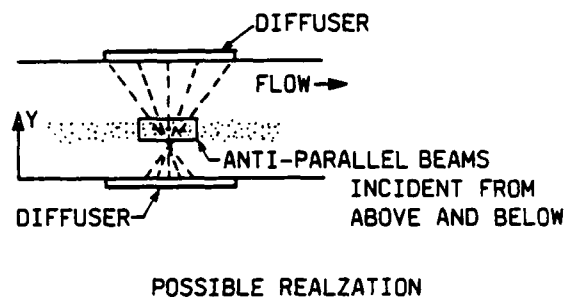 DIFFUSER
FLOW
Y
ANTI-PARALLEL BEAMS
INCIDENT FROM
ABOVE AND BELOW
DIFFUSER
POSSIBLE REALZATION